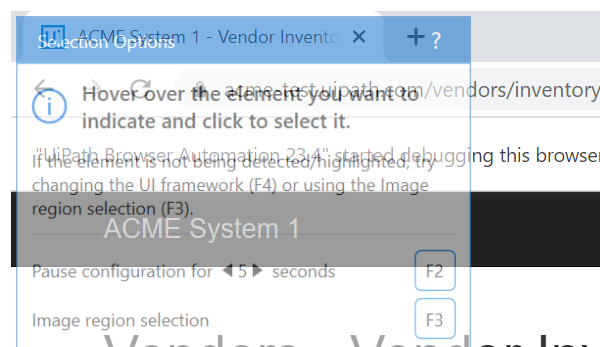 Selection Options
ACME System 1 - Vendor Invento
?
acme-test.uipath.com/vendors/inventory
Hover over the element you want to
indicate and click to select it.
"UiPath Browser Automation 23.4" started debugging this browser
If the element is not being detected/highlighted, try
changing the UI framework (F4) or using the Image
region selection (F3).
ACME System 1
Pause configuration for 5 seconds F2
Image region selection F3
Vendors - Vendor Inv